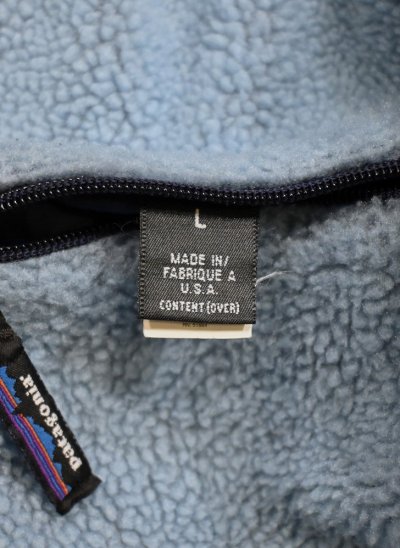 L
MADE IN/
FABRIQUE A
U.S.A.
CONTENT (OVER)
patagonia